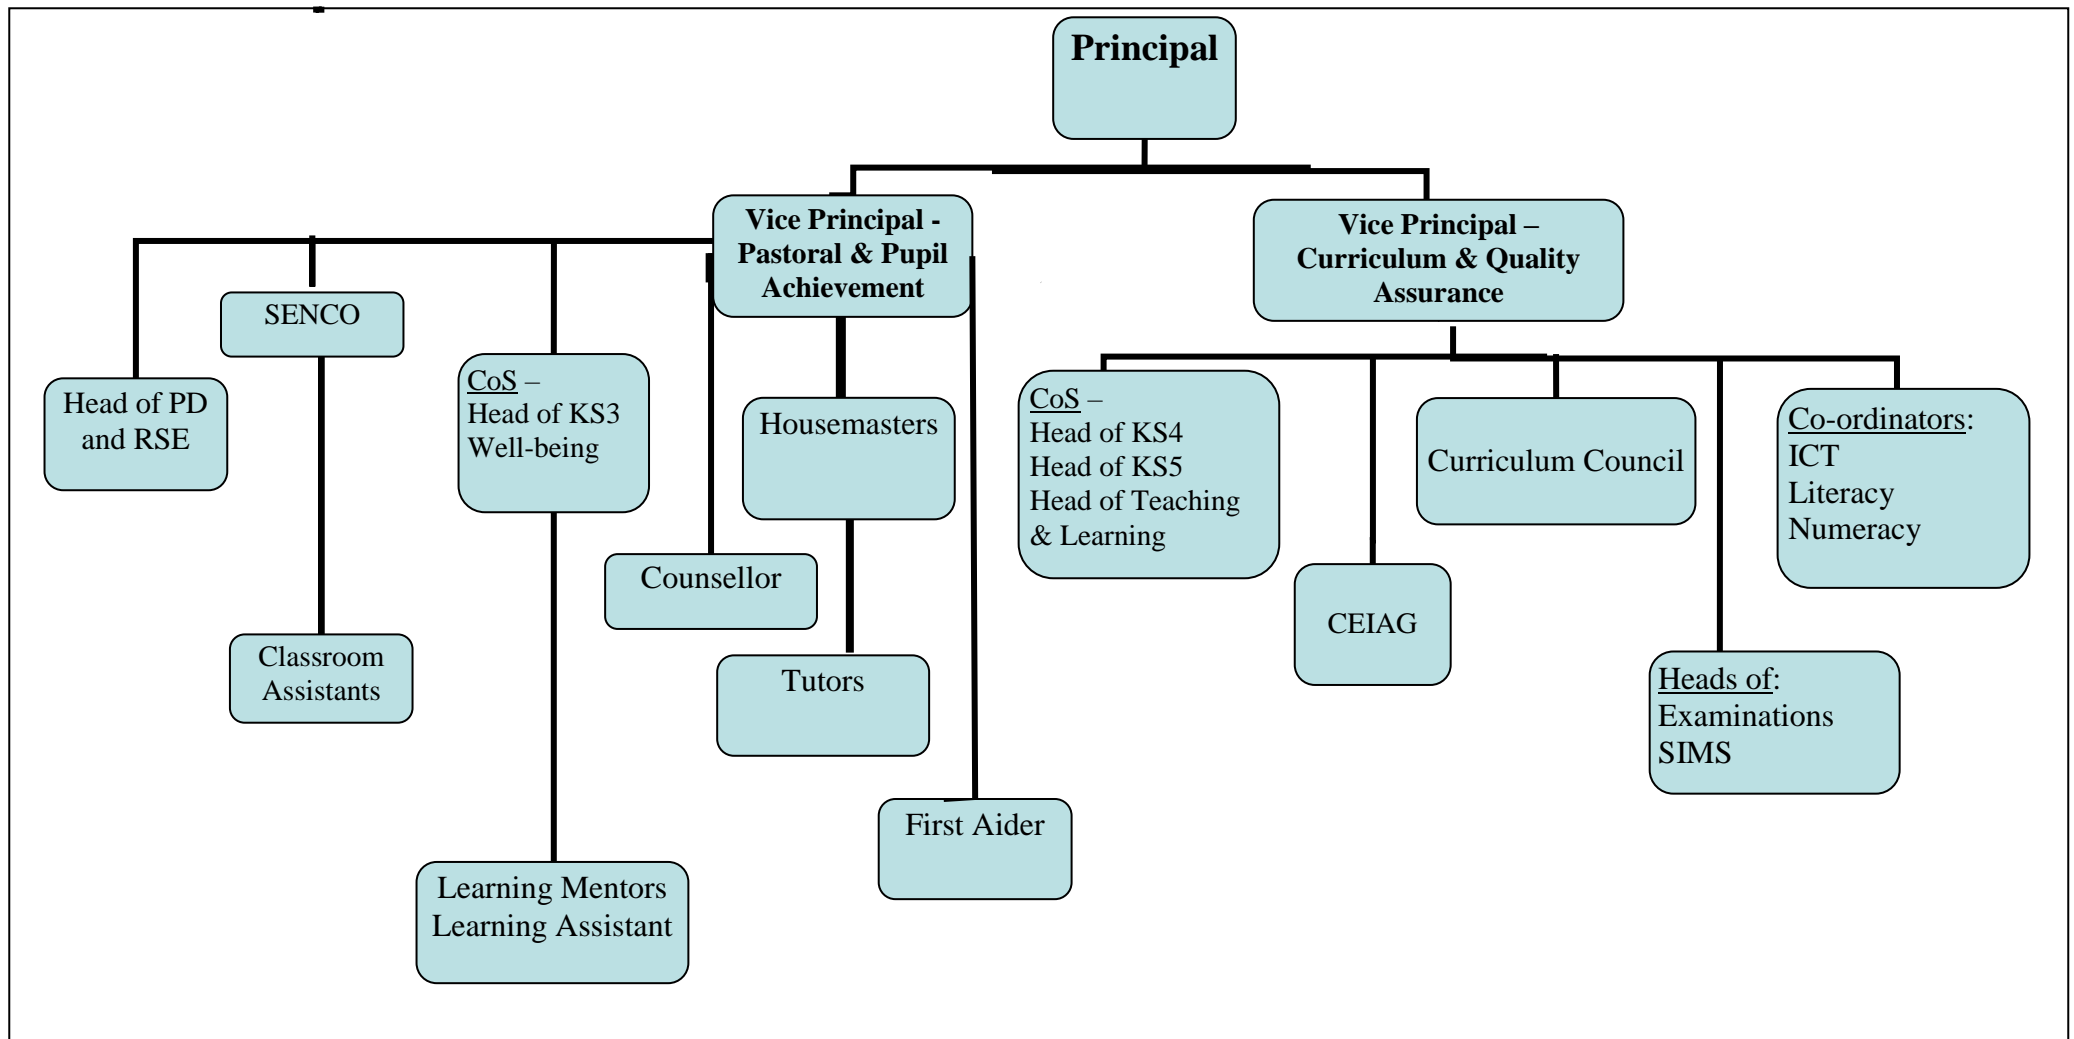 Principal
Vice Principal -
Pastoral & Pupil
Achievement
Vice Principal –
Curriculum & Quality
Assurance
SENCO
Head of PD
and RSE
CoS –
Head of KS3
Well-being
Housemasters
CoS –
Head of KS4
Head of KS5
Head of Teaching
& Learning
Curriculum Council
Co-ordinators:
ICT
Literacy
Numeracy
Counsellor
CEIAG
Classroom
Assistants
Tutors
Heads of:
Examinations
SIMS
First Aider
Learning Mentors
Learning Assistant